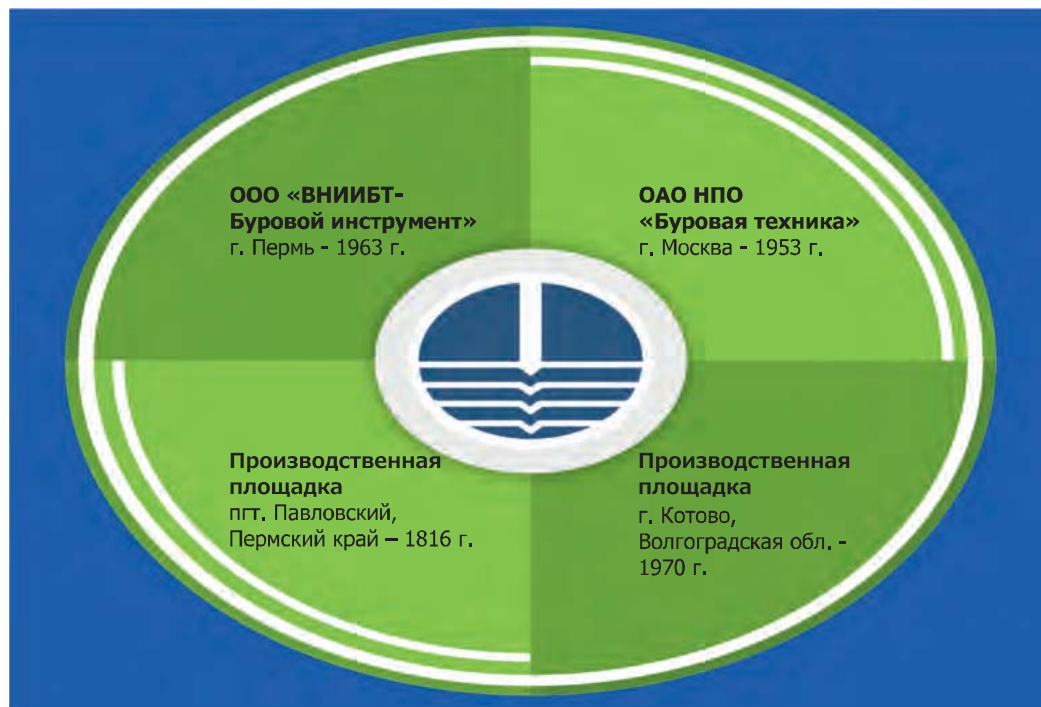 ООО «ВНИИБТ-
Буровой инструмент»
г. Пермь - 1963 г.
ОАО НПО
«Буровая техника»
г. Москва - 1953 г.
Производственная
площадка
пгт. Павловский,
Пермский край – 1816 г.
Производственная
площадка
г. Котово,
Волгоградская обл. -
1970 г.